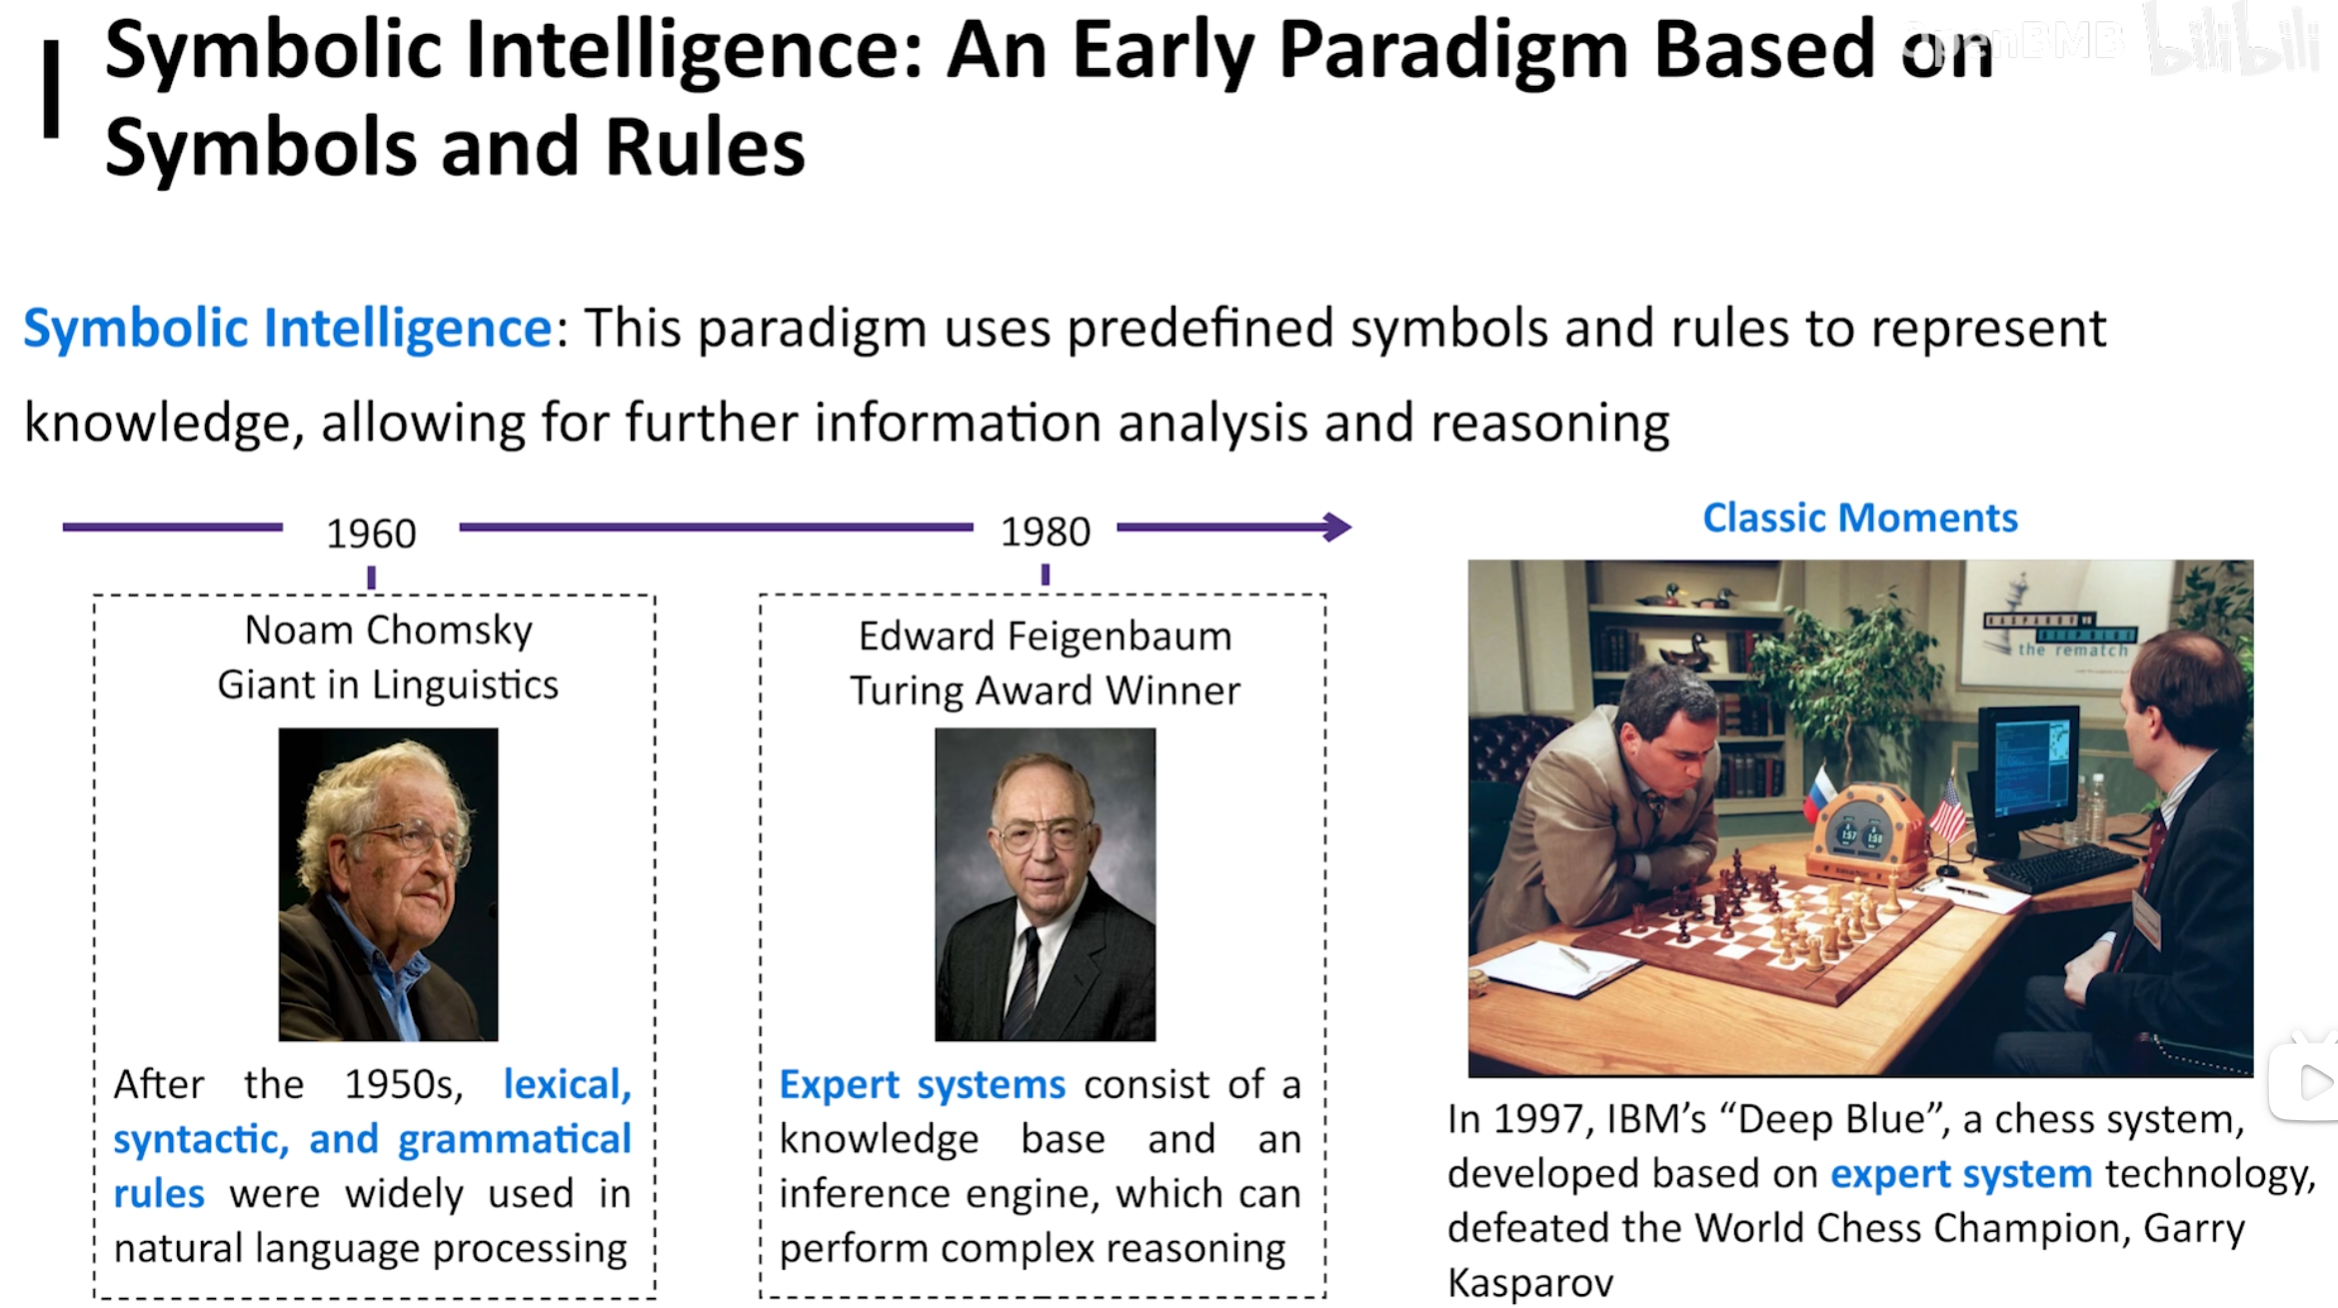 Symbolic Intelligence: An Early Paradigm Based on
Symbols and Rules
OpenBMB bilibili
Symbolic Intelligence: This paradigm uses predefined symbols and rules to represent
knowledge, allowing for further information analysis and reasoning
1960
Noam Chomsky
Giant in Linguistics
After the 1950s, lexical,
syntactic, and grammatical
rules were widely used in
natural language processing
1980
Edward Feigenbaum
Turing Award Winner
Expert systems consist of a
knowledge base and an
inference engine, which can
perform complex reasoning
Classic Moments
KASPAROV vs
DEEP BLUE
the rematch
In 1997, IBM’s “Deep Blue”, a chess system,
developed based on expert system technology,
defeated the World Chess Champion, Garry
Kasparov